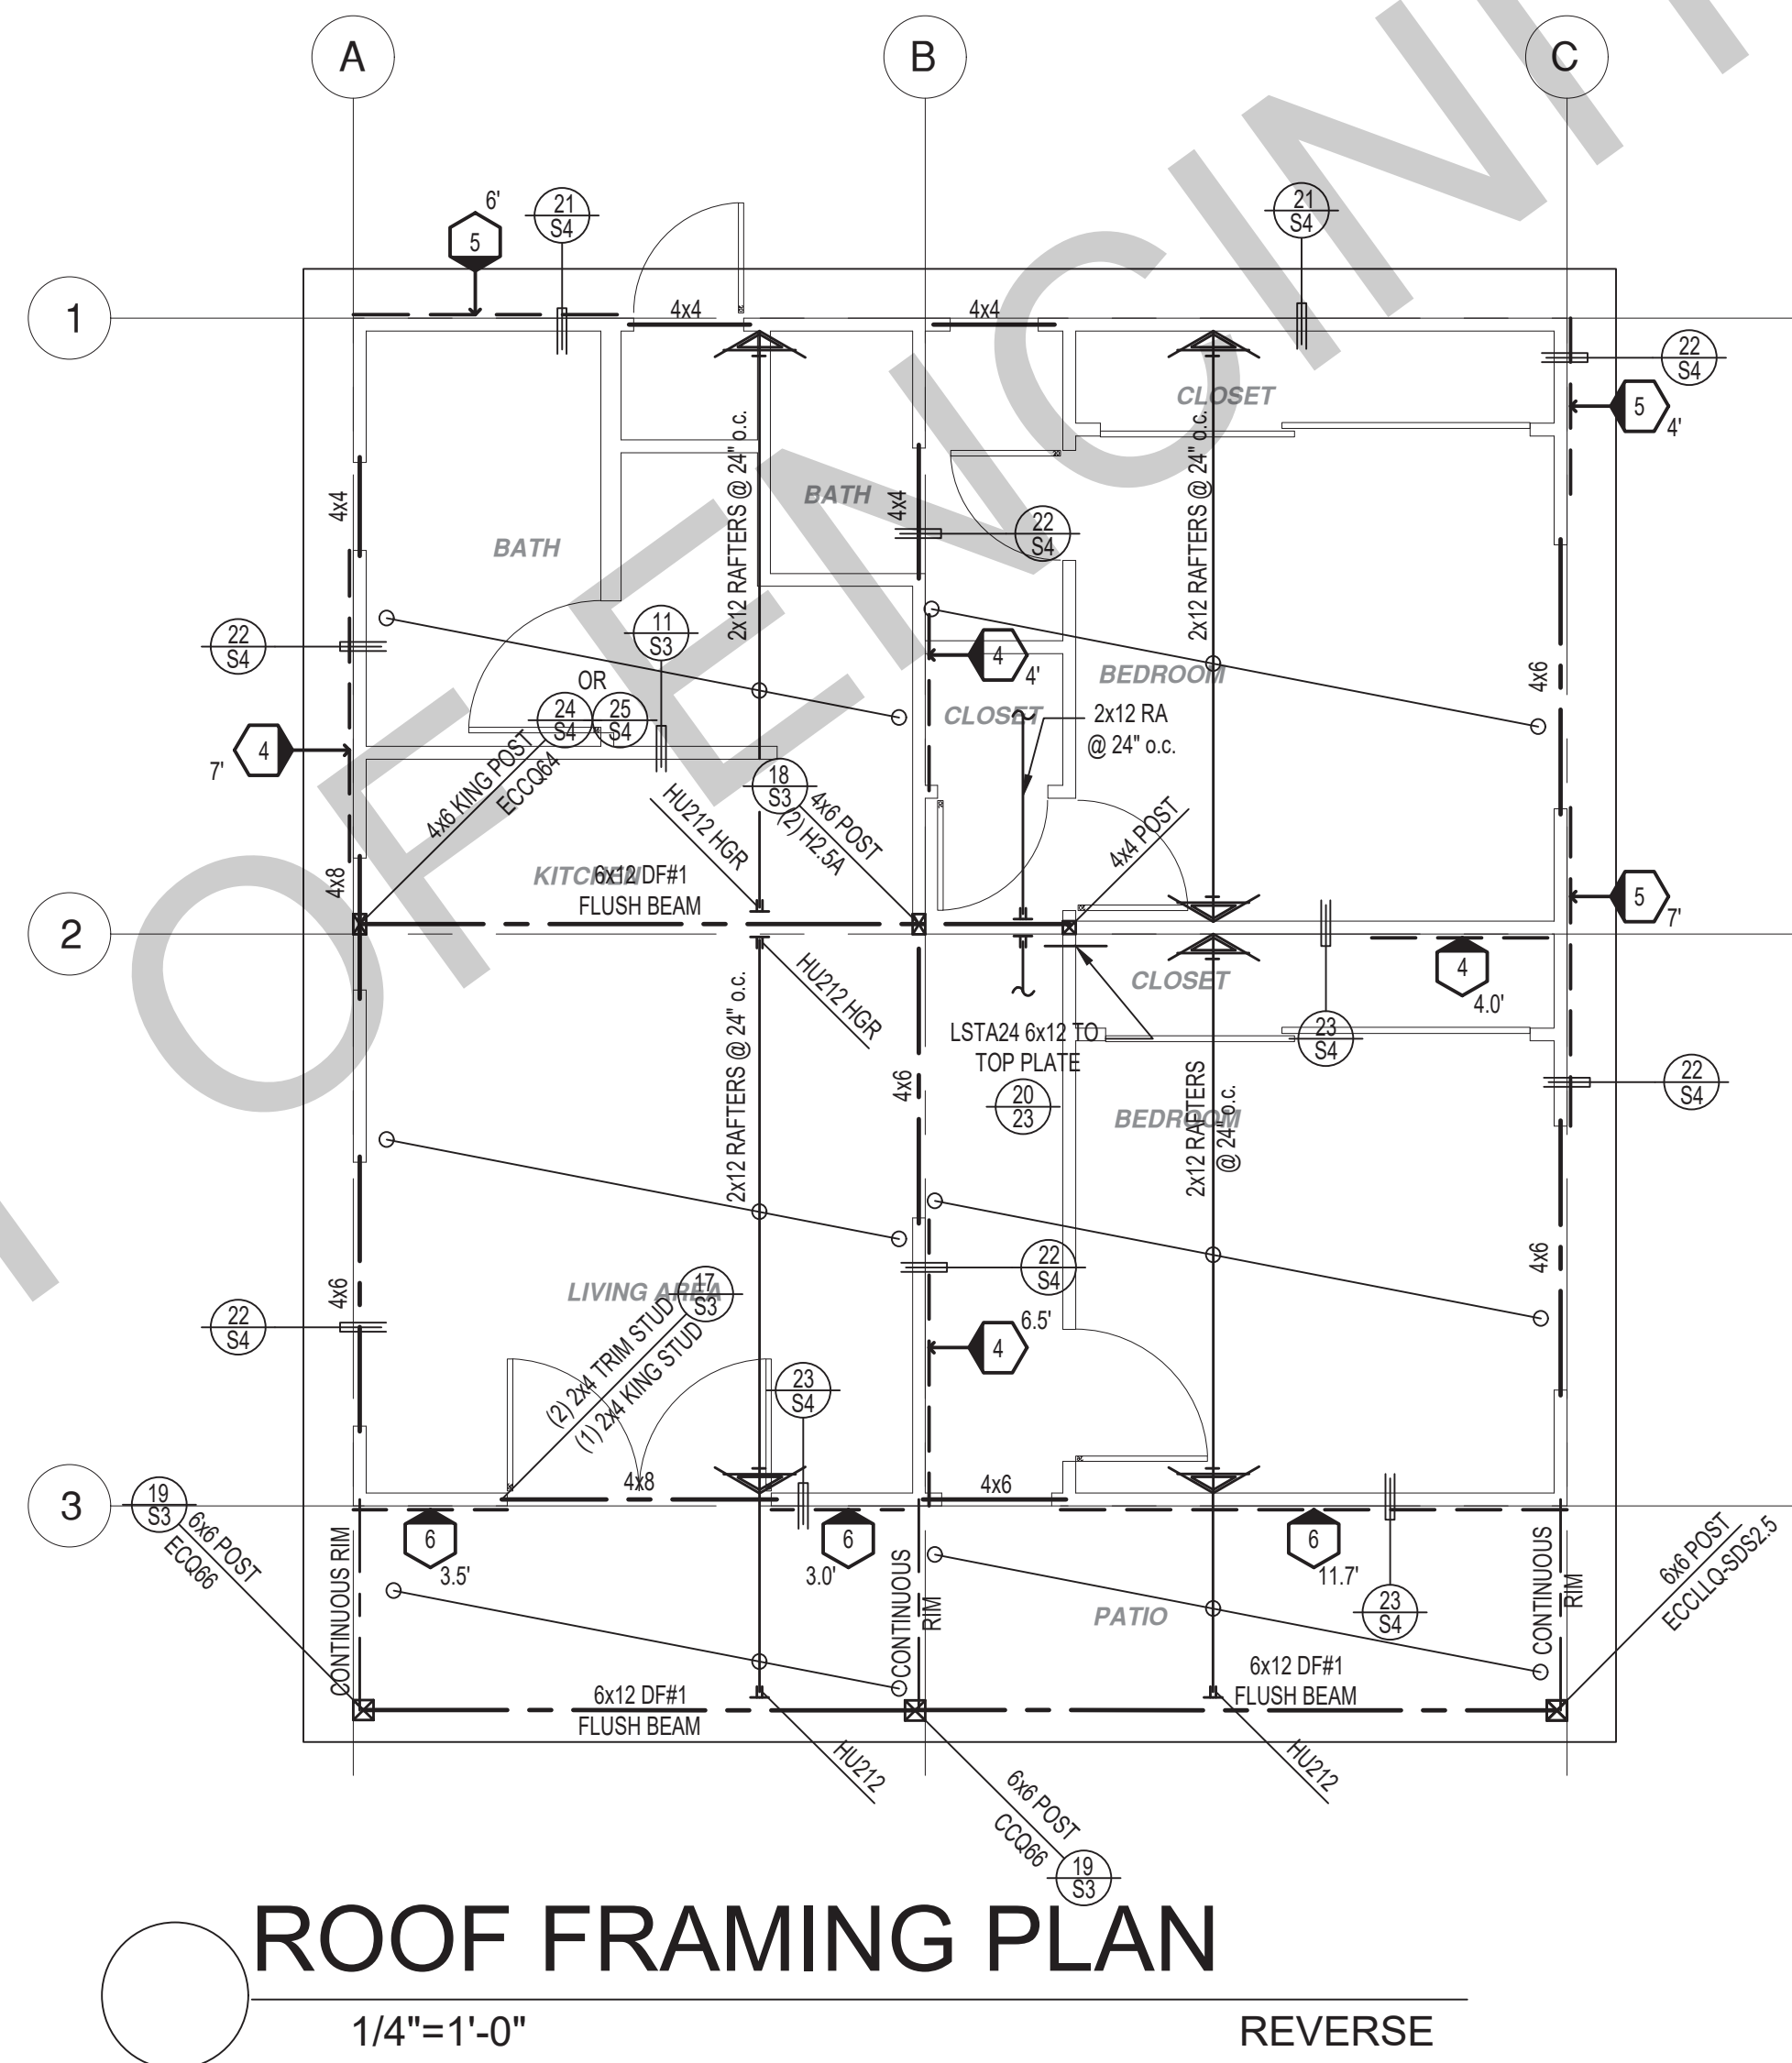 A
B
C
6'
5
21
S4
21
S4
1
4x4
4x4
22
S4
5
4'
CLOSET
2x12 RAFTERS @ 24" o.c.
2x12 RAFTERS @ 24" o.c.
4x4
BATH
4x4
22
S4
BATH
22
S4
11
S3
4
4'
BEDROOM
4x6
OR
24
S4
25
S4
CLOSET
2x12 RA
@ 24" o.c.
4
7'
4x6 KING POST
ECCQ64
HU212 HGR
18
S3
4x6 POST
(2) H2.5A
4x4 POST
4x8
KITCHEN
6x12 DF#1
FLUSH BEAM
5
7'
2
HU212 HGR
CLOSET
4
4.0'
2x12 RAFTERS @ 24" o.c.
LSTA24 6x12 TO
TOP PLATE
23
S4
20
23
4x6
22
S4
BEDROOM
2x12 RAFTERS
@ 24" o.c.
4x6
LIVING AREA
17
S3
22
S4
4x6
22
S4
(2) 2x4 TRIM STUD
(1) 2x4 KING STUD
4
6.5'
23
S4
4x8
4x6
3
19
S3
6x6 POST
ECQ66
CONTINUOUS RIM
6
3.5'
6
3.0'
CONTINUOUS
RIM
6
11.7'
23
S4
CONTINUOUS
RIM
6x6 POST
ECCLLQ-SDS2.5
PATIO
6x12 DF#1
FLUSH BEAM
6x12 DF#1
FLUSH BEAM
HU212
6x6 POST
CCQ66
19
S3
HU212
ROOF FRAMING PLAN
1/4"=1'-0"
REVERSE
OF ENCINIT